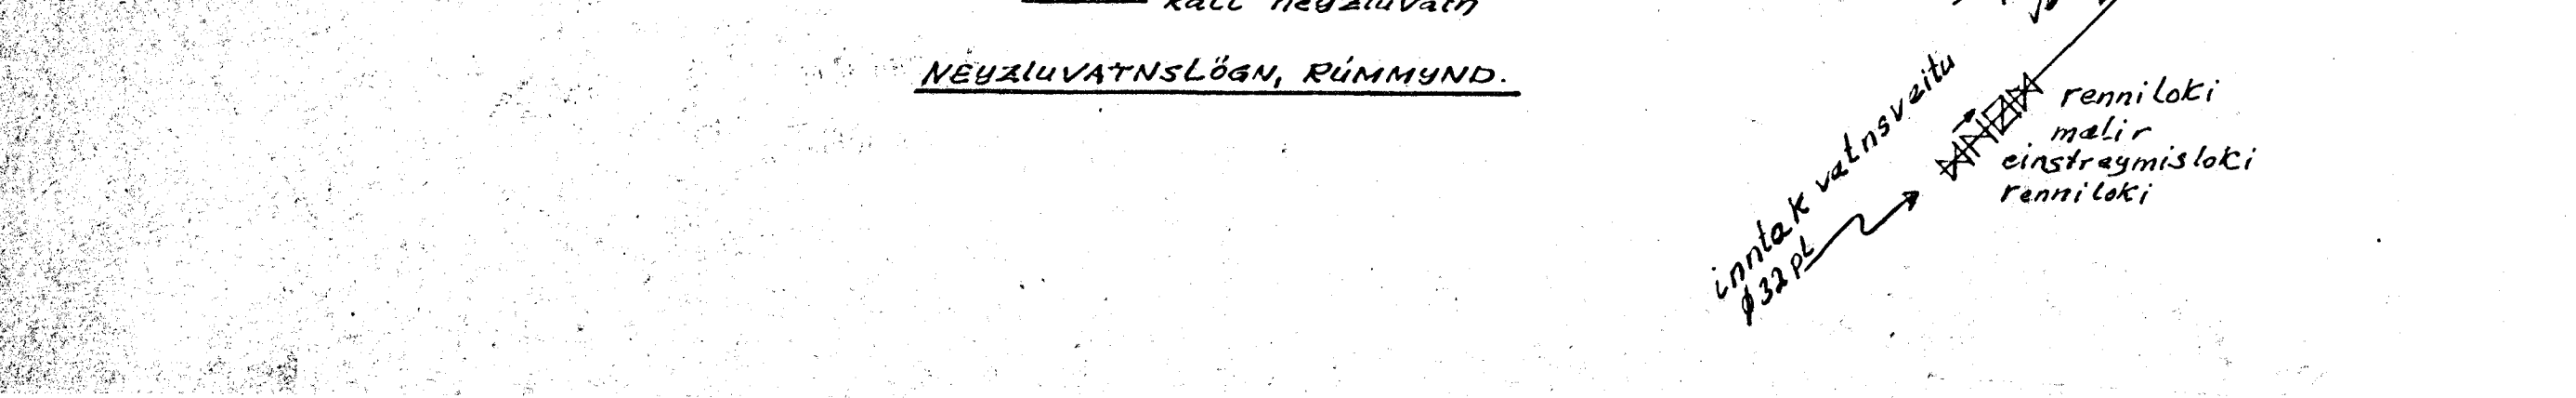 kalt neyzluvatn
NEYZLUVATNSLÖGN, RÚMMYND.
inntak vatnsveitu
ø32 pl
renniloki
mælir
einstreymisloki
renniloki